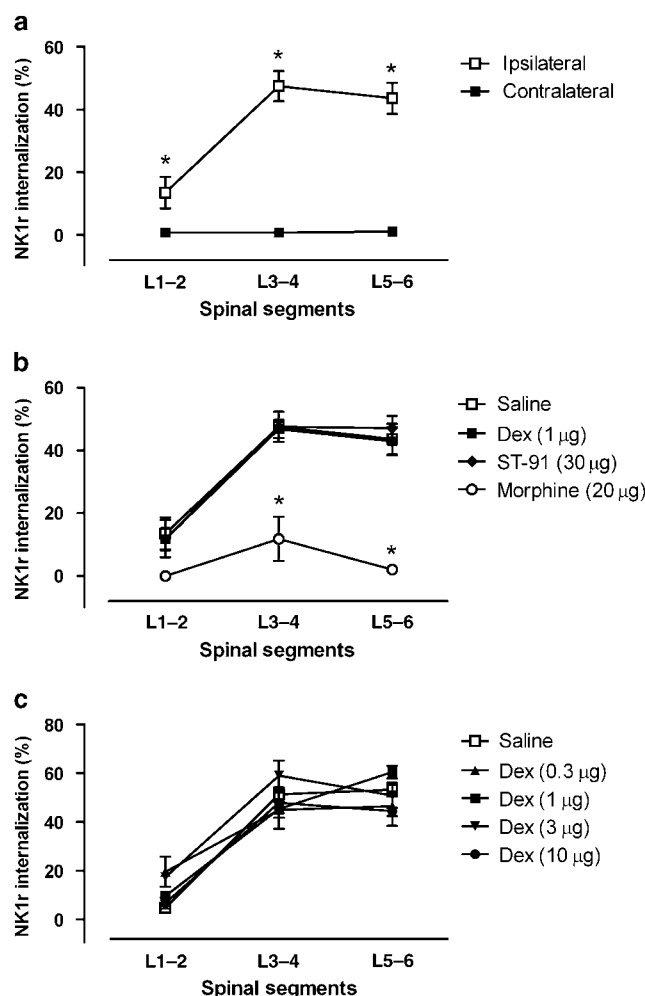 a
60
40
20
0
NK1r internalization (%)
*
*
*
Ipsilateral
Contralateral
L1–2 L3–4 L5–6
Spinal segments
b
60
40
20
0
NK1r internalization (%)
*
*
Saline
Dex (1 μg)
ST-91 (30 μg)
Morphine (20 μg)
L1–2 L3–4 L5–6
Spinal segments
c
80
60
40
20
0
NK1r internalization (%)
Saline
Dex (0.3 μg)
Dex (1 μg)
Dex (3 μg)
Dex (10 μg)
L1–2 L3–4 L5–6
Spinal segments